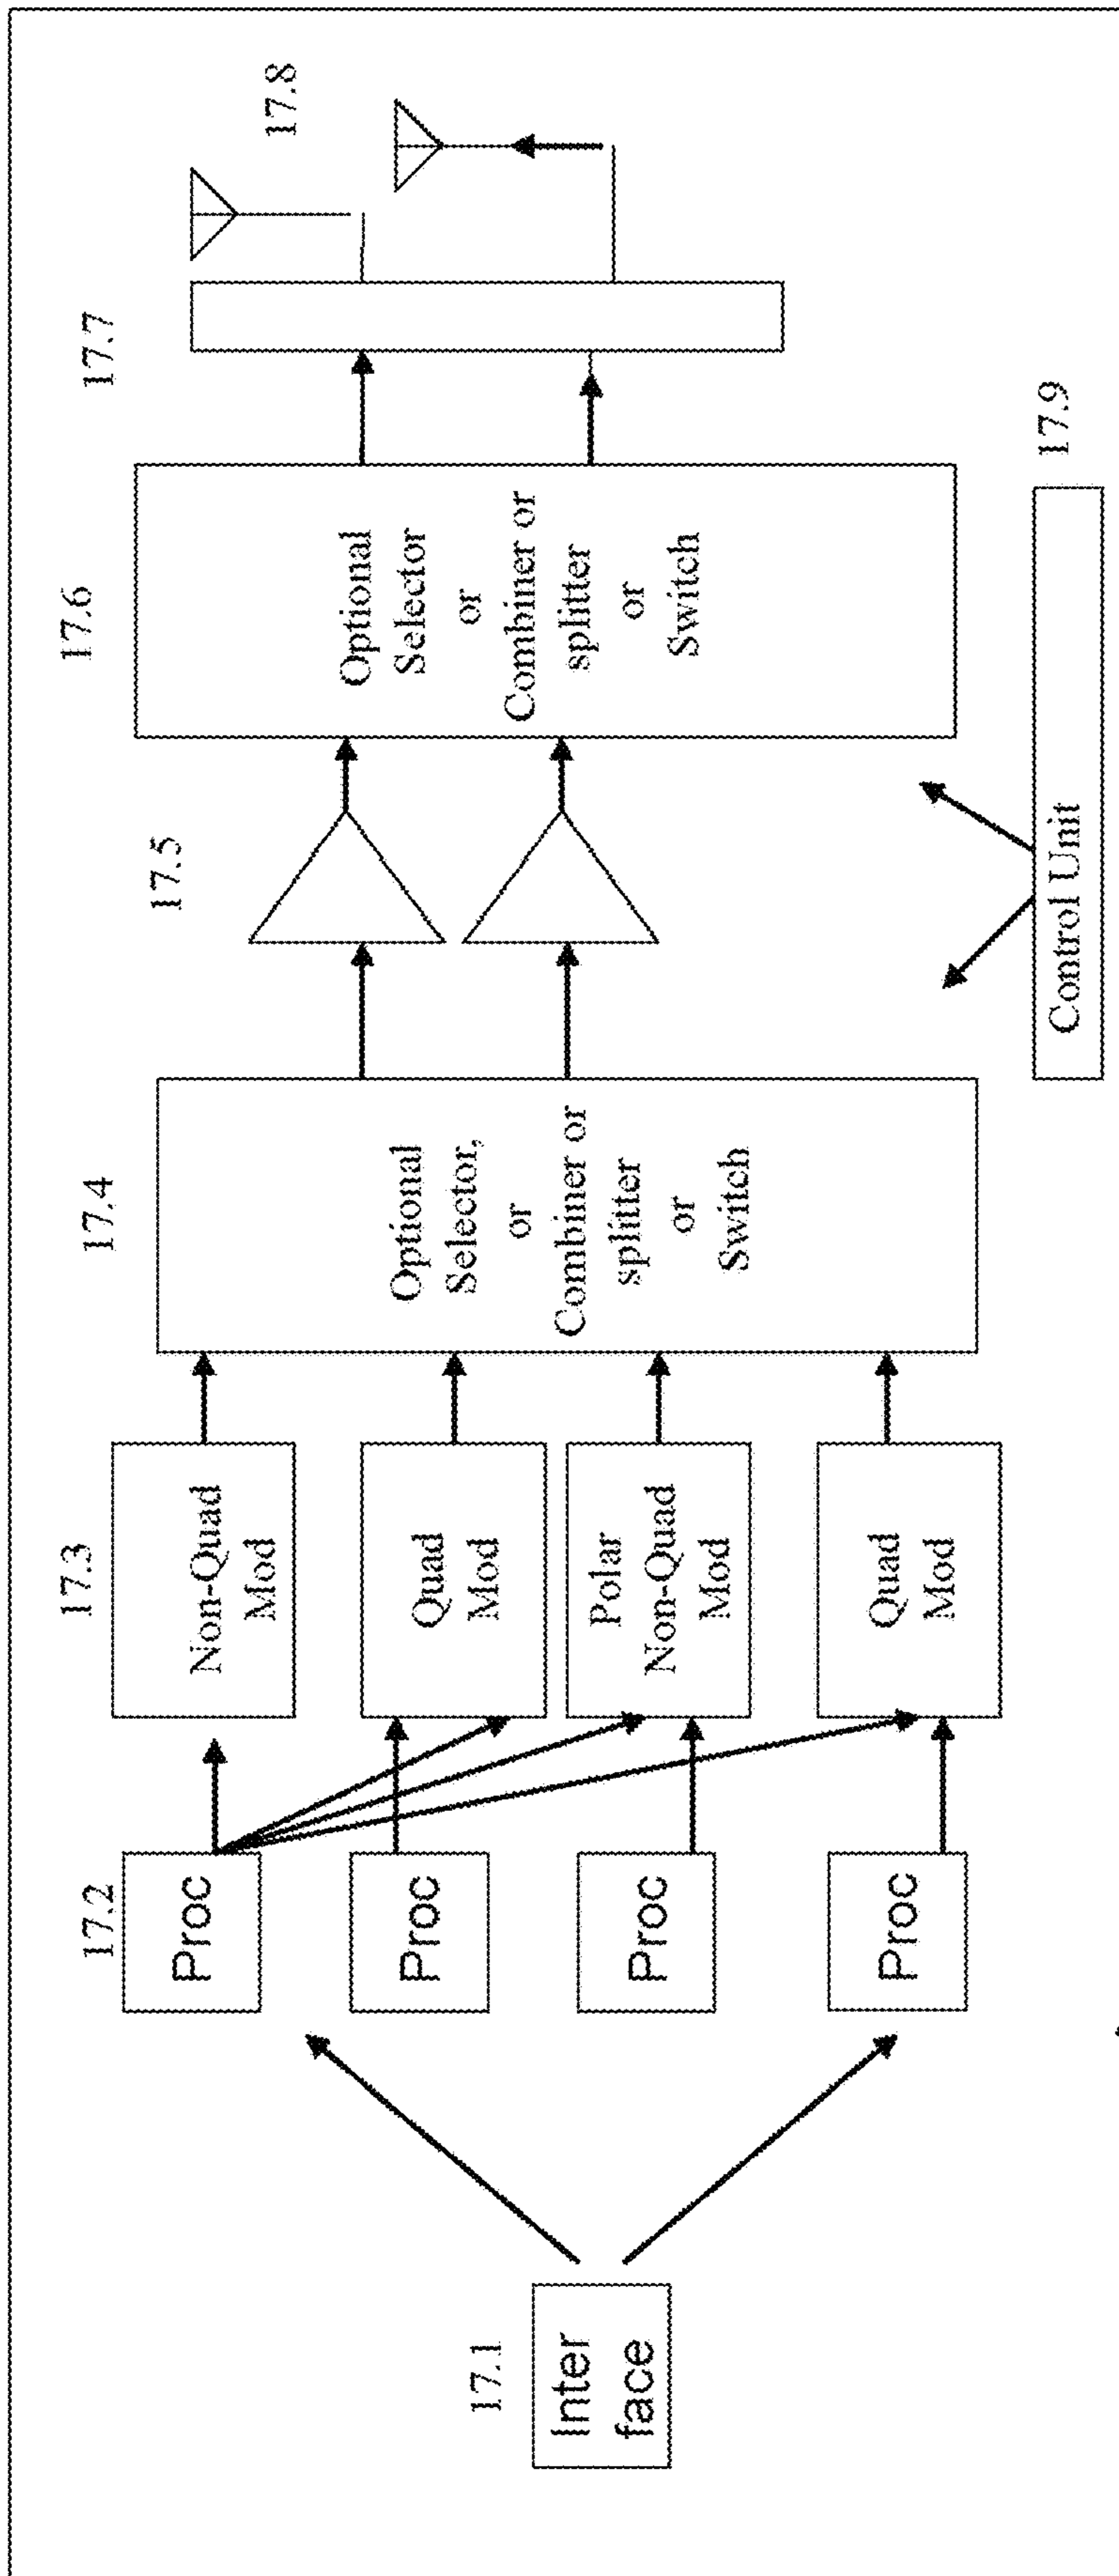 17.1
Inter
face
17.2
Proc
Proc
Proc
Proc
17.3
Non-Quad
Mod
Quad
Mod
Polar
Non-Quad
Mod
Quad
Mod
17.4
Optional
Selector,
or
Combiner or
splitter
or
Switch
17.5
17.6
Optional
Selector
or
Combiner or
splitter
or
Switch
17.7
17.8
Control Unit
17.9